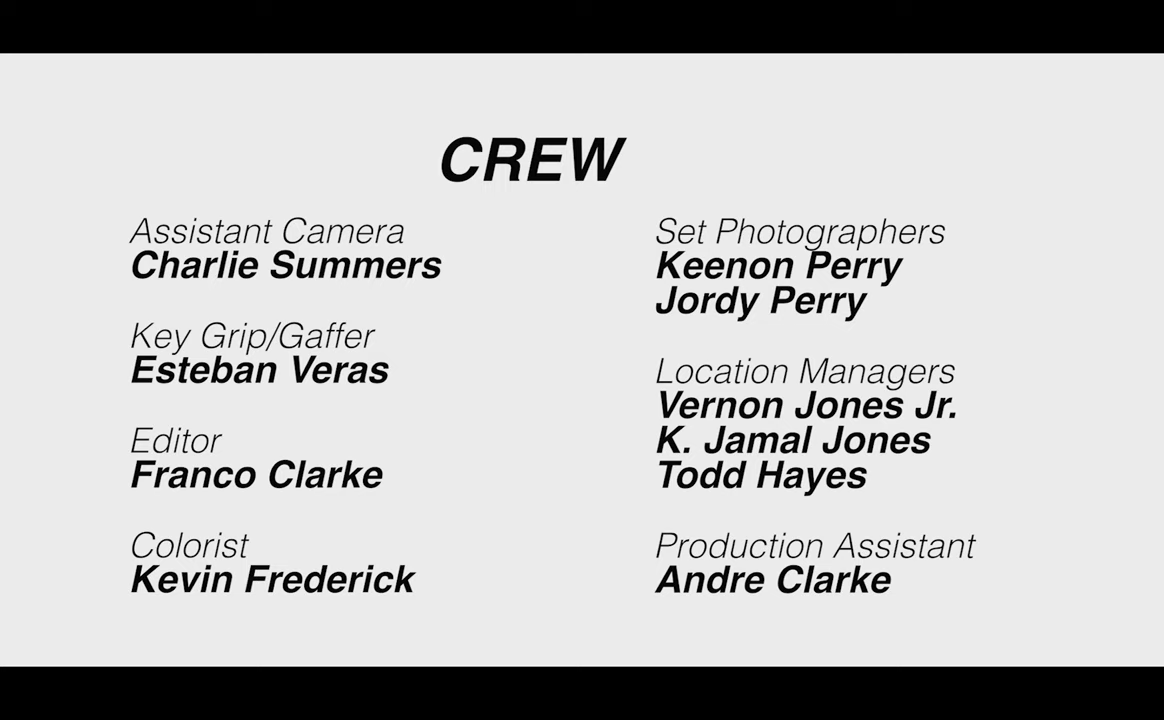 CREW
Assistant Camera
Charlie Summers
Key Grip/Gaffer
Esteban Veras
Editor
Franco Clarke
Colorist
Kevin Frederick
Set Photographers
Keenon Perry
Jordy Perry
Location Managers
Vernon Jones Jr.
K. Jamal Jones
Todd Hayes
Production Assistant
Andre Clarke